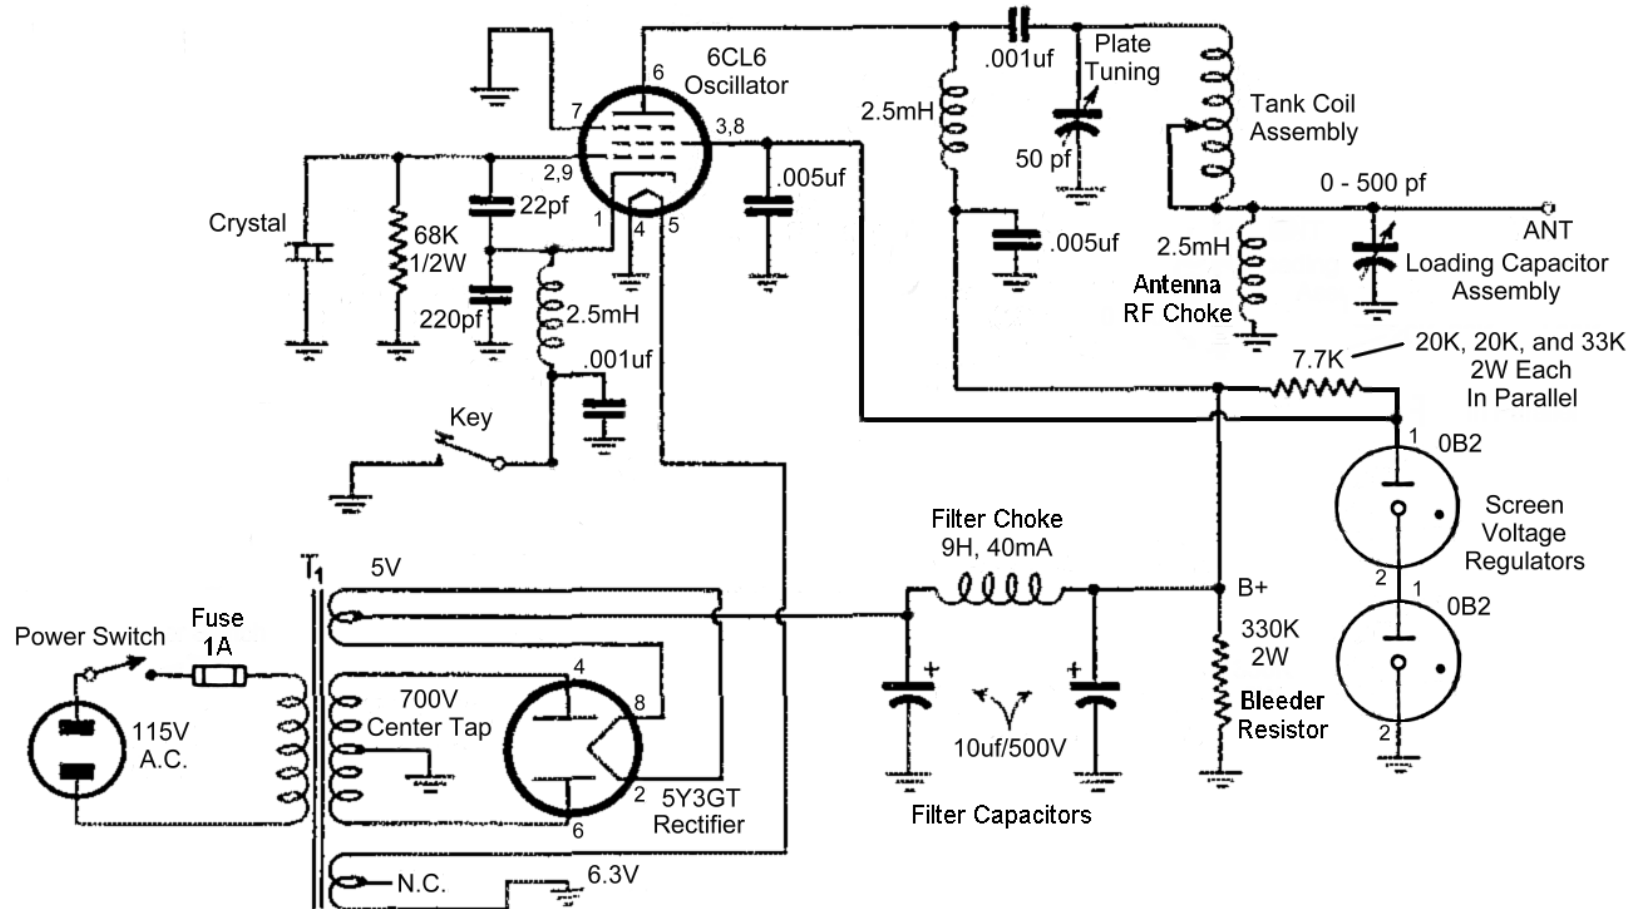 6CL6
Oscillator
6
7
3,8
2,9
1
4
5
.001uf
Plate
Tuning
2.5mH
50 pf
Tank Coil
Assembly
.005uf
0 - 500 pf
Crystal
68K
1/2W
22pf
220pf
2.5mH
.001uf
.005uf
2.5mH
Antenna
RF Choke
ANT
Loading Capacitor
Assembly
7.7K
20K, 20K, and 33K
2W Each
In Parallel
Key
1
0B2
Screen
Voltage
Regulators
2
1
0B2
2
Filter Choke
9H, 40mA
B+
330K
2W
Bleeder
Resistor
10uf/500V
+
+
Filter Capacitors
T1
5V
Power Switch
Fuse
1A
115V
A.C.
700V
Center Tap
4
8
2
6
5Y3GT
Rectifier
N.C.
6.3V